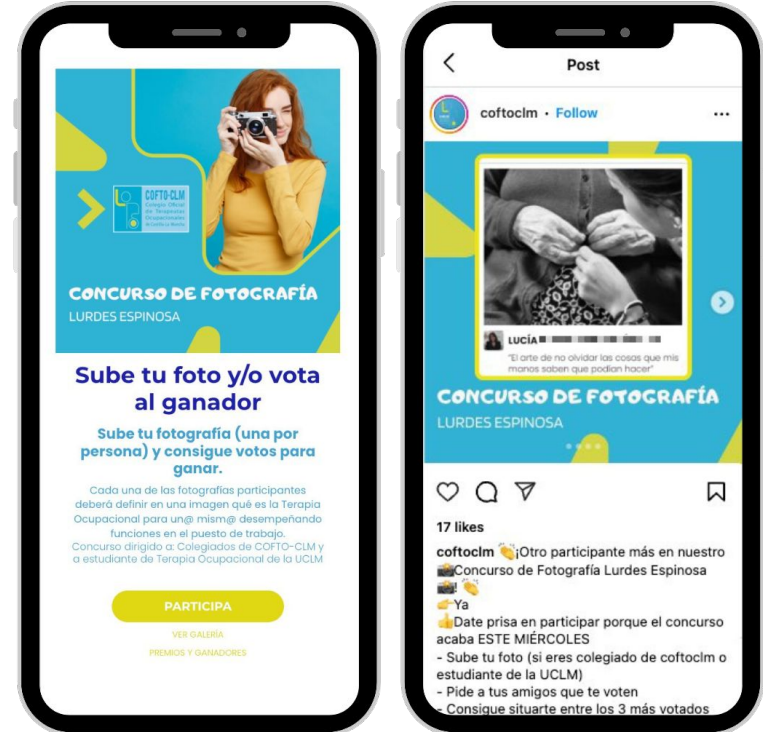 COFTO·CLM
Colegio Oficial
de Terapeutas
Ocupacionales
de Castilla-La Mancha
CONCURSO DE FOTOGRAFÍA
LURDES ESPINOSA
Sube tu foto y/o vota
al ganador
Sube tu fotografía (una por
persona) y consigue votos para
ganar.
Cada una de las fotografías participantes
deberá definir en una imagen qué es la Terapia
Ocupacional para un@ mism@ desempeñando
funciones en el puesto de trabajo.
Concurso dirigido a: Colegiados de COFTO-CLM y
a estudiante de Terapia Ocupacional de la UCLM
PARTICIPA
VER GALERÍA
PREMIOS Y GANADORES
Post
coftoclm · Follow
LUCÍA
"El arte de no olvidar las cosas que mis
manos saben que podían hacer"
CONCURSO DE FOTOGRAFÍA
LURDES ESPINOSA
17 likes
coftoclm 👏¡Otro participante más en nuestro
📸Concurso de Fotografía Lurdes Espinosa
📸! 👏
👉Ya
👍Date prisa en participar porque el concurso
acaba ESTE MIÉRCOLES
- Sube tu foto (si eres colegiado de coftoclm o
estudiante de la UCLM)
- Pide a tus amigos que te voten
- Consigue situarte entre los 3 más votados